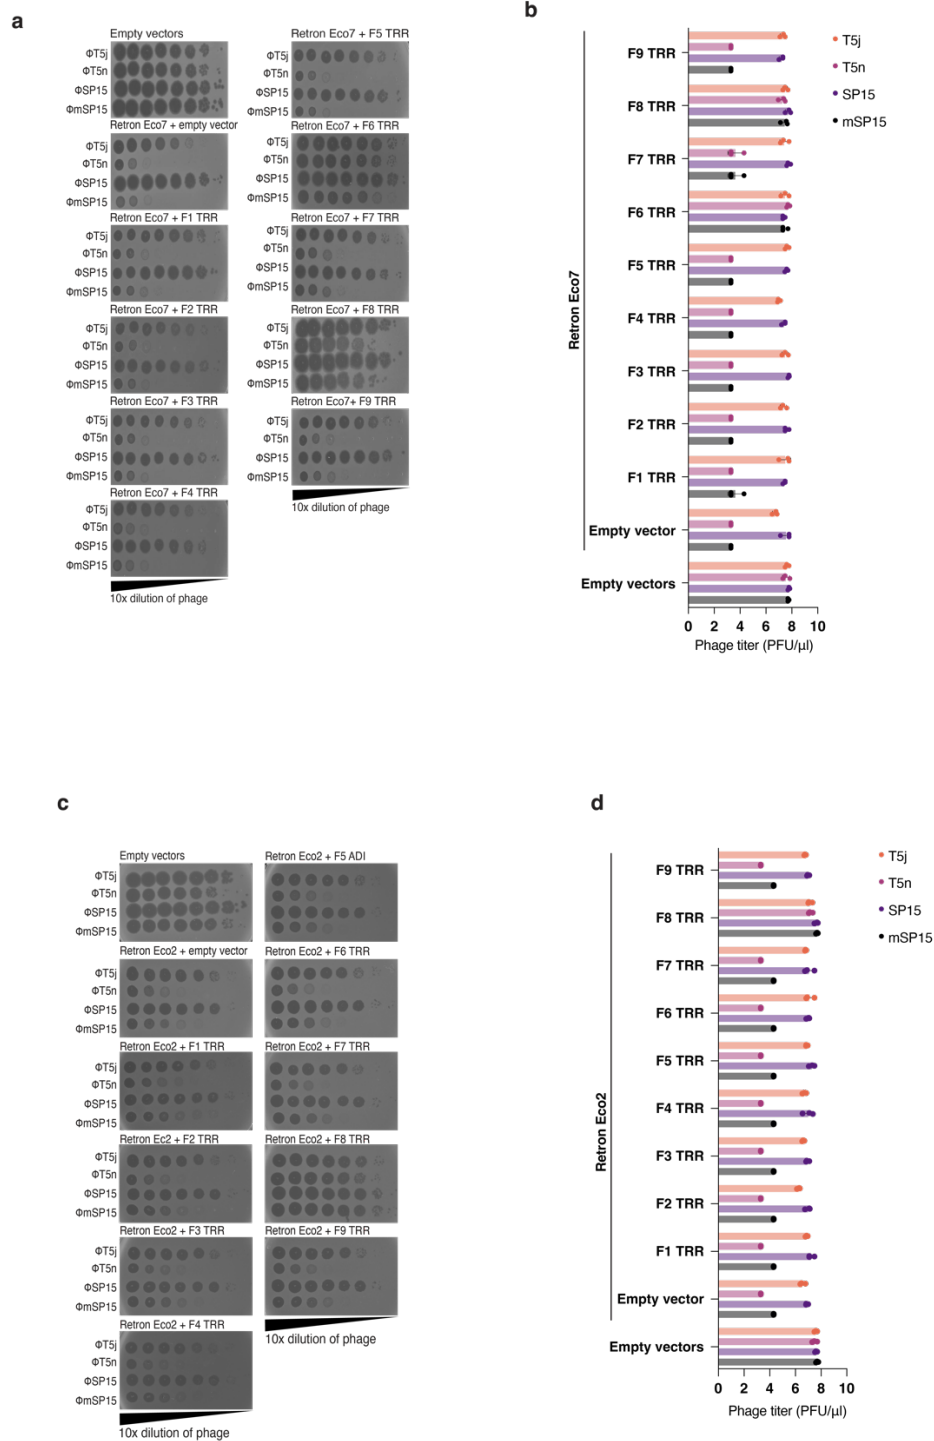 a
Empty vectors
ΦT5j
ΦT5n
ΦSP15
ΦmSP15
Retron Eco7 + empty vector
ΦT5j
ΦT5n
ΦSP15
ΦmSP15
Retron Eco7 + F1 TRR
ΦT5j
ΦT5n
ΦSP15
ΦmSP15
Retron Eco7 + F2 TRR
ΦT5j
ΦT5n
ΦSP15
ΦmSP15
Retron Eco7 + F3 TRR
ΦT5j
ΦT5n
ΦSP15
ΦmSP15
Retron Eco7 + F4 TRR
ΦT5j
ΦT5n
ΦSP15
ΦmSP15
10x dilution of phage
Retron Eco7 + F5 TRR
ΦT5j
ΦT5n
ΦSP15
ΦmSP15
Retron Eco7 + F6 TRR
ΦT5j
ΦT5n
ΦSP15
ΦmSP15
Retron Eco7 + F7 TRR
ΦT5j
ΦT5n
ΦSP15
ΦmSP15
Retron Eco7 + F8 TRR
ΦT5j
ΦT5n
ΦSP15
ΦmSP15
Retron Eco7+ F9 TRR
ΦT5j
ΦT5n
ΦSP15
ΦmSP15
10x dilution of phage
b
Retron Eco7
F9 TRR
F8 TRR
F7 TRR
F6 TRR
F5 TRR
F4 TRR
F3 TRR
F2 TRR
F1 TRR
Empty vector
Empty vectors
0 2 4 6 8 10
Phage titer (PFU/µl)
T5j
T5n
SP15
mSP15
c
Empty vectors
ΦT5j
ΦT5n
ΦSP15
ΦmSP15
Retron Eco2 + empty vector
ΦT5j
ΦT5n
ΦSP15
ΦmSP15
Retron Eco2 + F1 TRR
ΦT5j
ΦT5n
ΦSP15
ΦmSP15
Retron Ec2 + F2 TRR
ΦT5j
ΦT5n
ΦSP15
ΦmSP15
Retron Eco2 + F3 TRR
ΦT5j
ΦT5n
ΦSP15
ΦmSP15
Retron Eco2 + F4 TRR
ΦT5j
ΦT5n
ΦSP15
ΦmSP15
10x dilution of phage
Retron Eco2 + F5 ADI
Retron Eco2 + F6 TRR
Retron Eco2 + F7 TRR
Retron Eco2 + F8 TRR
Retron Eco2 + F9 TRR
10x dilution of phage
d
Retron Eco2
F9 TRR
F8 TRR
F7 TRR
F6 TRR
F5 TRR
F4 TRR
F3 TRR
F2 TRR
F1 TRR
Empty vector
Empty vectors
0 2 4 6 8 10
Phage titer (PFU/µl)
T5j
T5n
SP15
mSP15